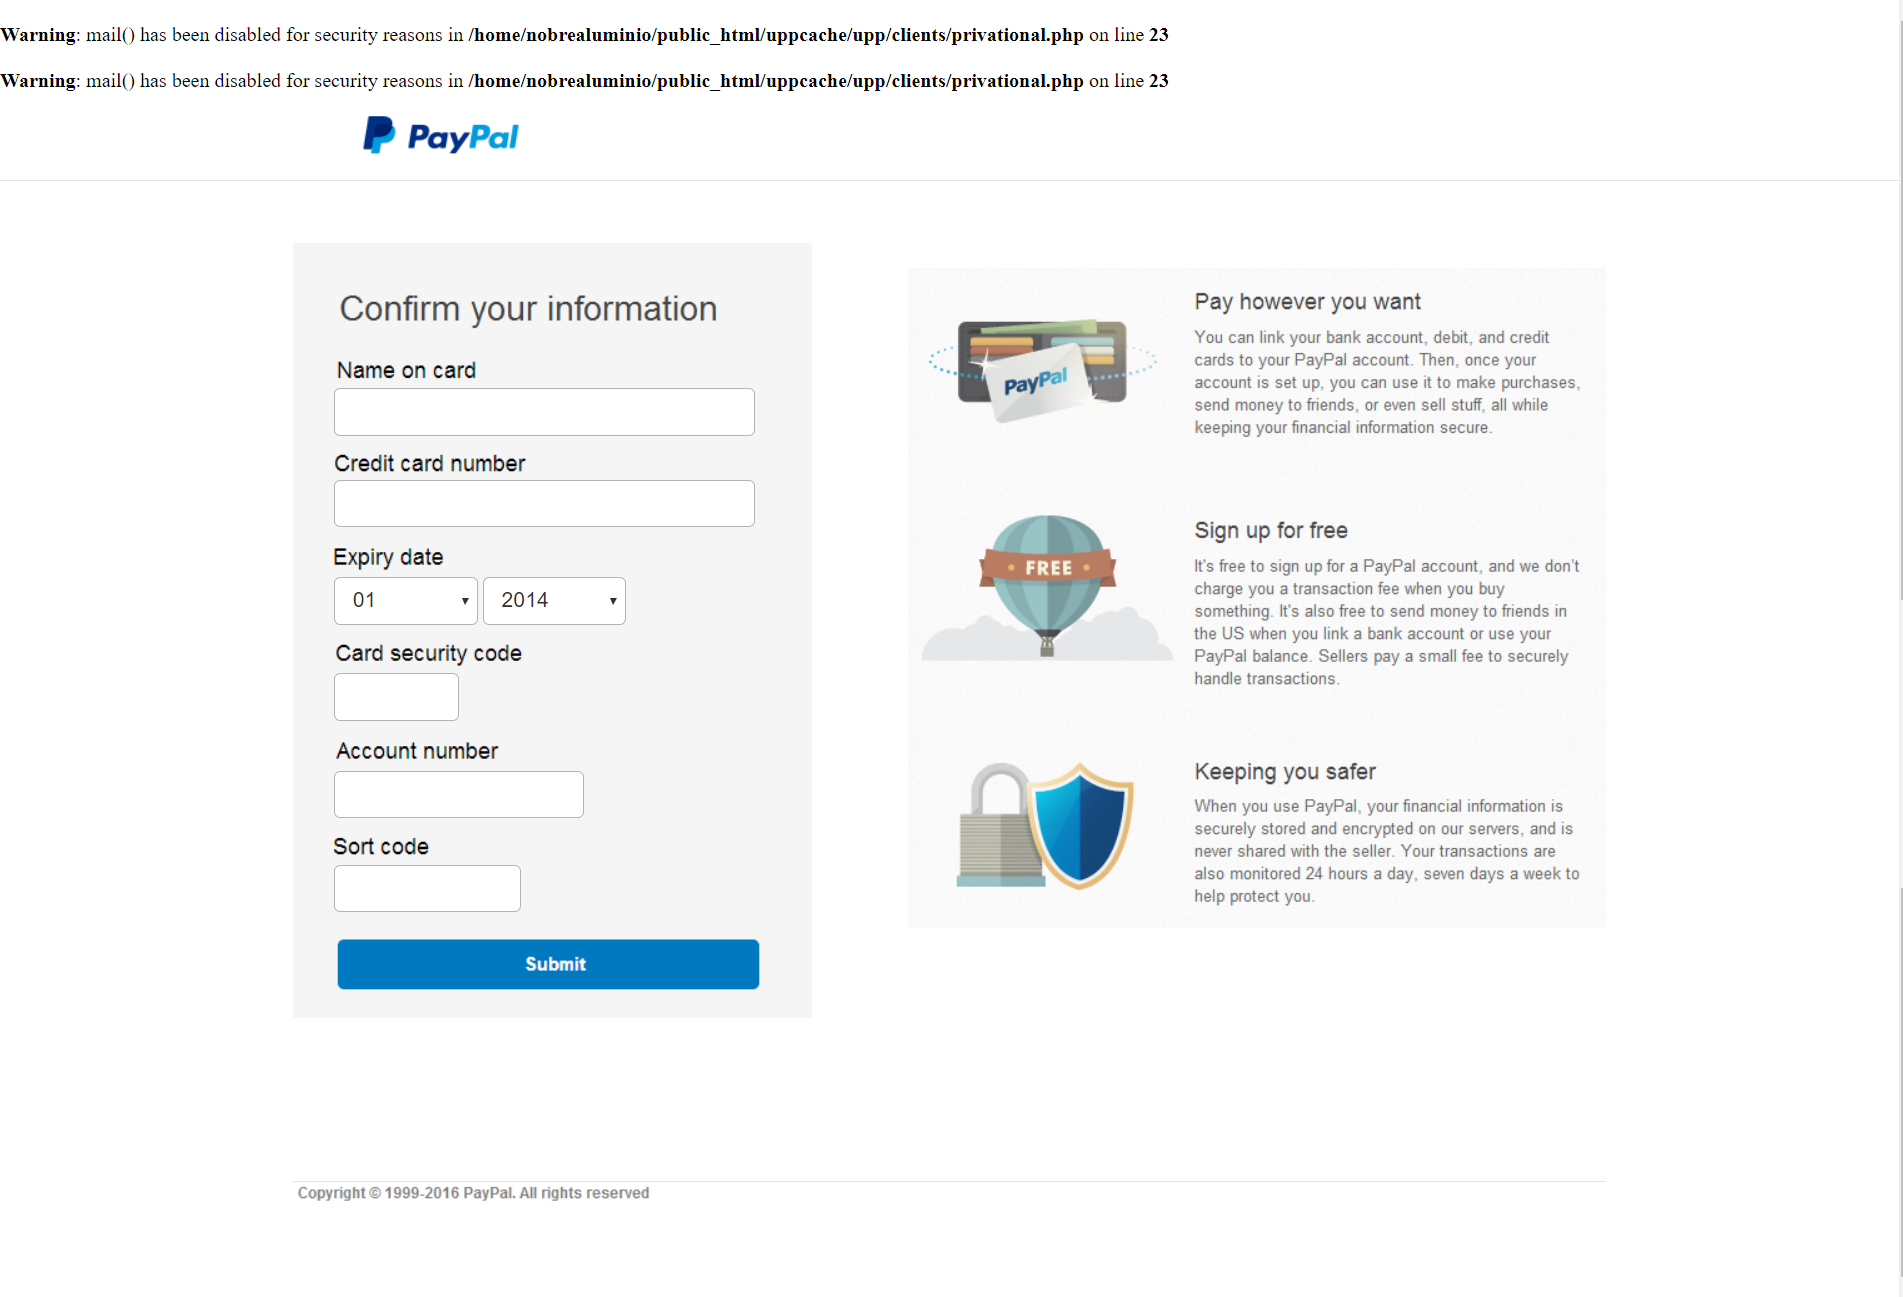 Warning: mail() has been disabled for security reasons in /home/nobrealuminio/public_html/uppcache/upp/clients/privational.php on line 23
Warning: mail() has been disabled for security reasons in /home/nobrealuminio/public_html/uppcache/upp/clients/privational.php on line 23
PayPal
Confirm your information
Name on card
Credit card number
Expiry date
01 2014
Card security code
Account number
Sort code
Submit
PayPal
Pay however you want
You can link your bank account, debit, and credit
cards to your PayPal account. Then, once your
account is set up, you can use it to make purchases,
send money to friends, or even sell stuff, all while
keeping your financial information secure.
FREE
Sign up for free
It's free to sign up for a PayPal account, and we don't
charge you a transaction fee when you buy
something. It's also free to send money to friends in
the US when you link a bank account or use your
PayPal balance. Sellers pay a small fee to securely
handle transactions.
Keeping you safer
When you use PayPal, your financial information is
securely stored and encrypted on our servers, and is
never shared with the seller. Your transactions are
also monitored 24 hours a day, seven days a week to
help protect you.
Copyright © 1999-2016 PayPal. All rights reserved